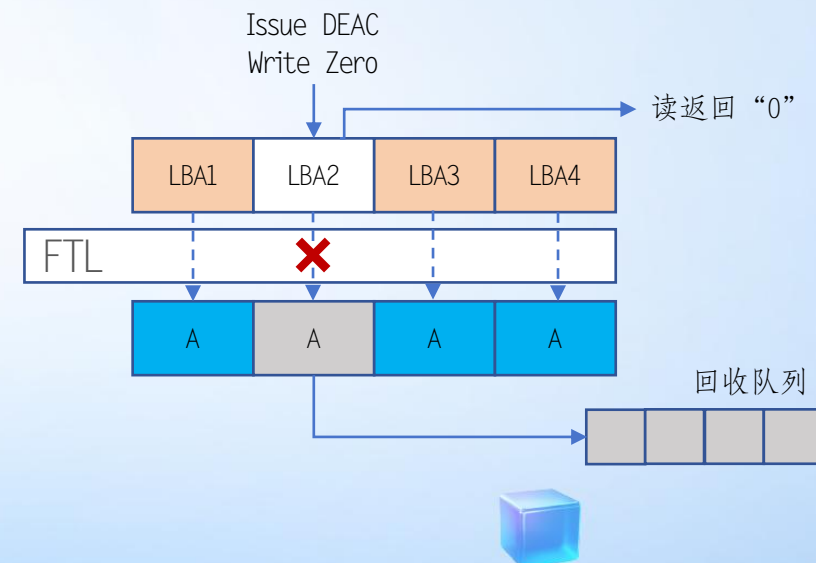 Issue DEAC
Write Zero
读返回“0”
LBA1 LBA2 LBA3 LBA4
FTL
A A A A
回收队列